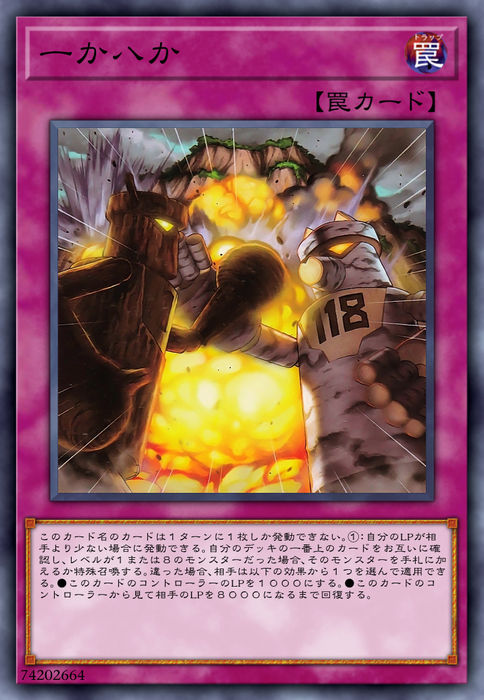 一か八か
トラップ
罠
【罠カード】
118
このカード名のカードは１ターンに１枚しか発動できない。①:自分のLPが相
手より少ない場合に発動できる。自分のデッキの一番上のカードをお互いに確
認し、レベルが１または８のモンスターだった場合、そのモンスターを手札に加
えるか特殊召喚する。違った場合、相手は以下の効果から１つを選んで適用でき
る。●このカードのコントローラーのLPを１０００にする。●このカードのコ
ントローラーから見て相手のLPを８０００になるまで回復する。
74202664